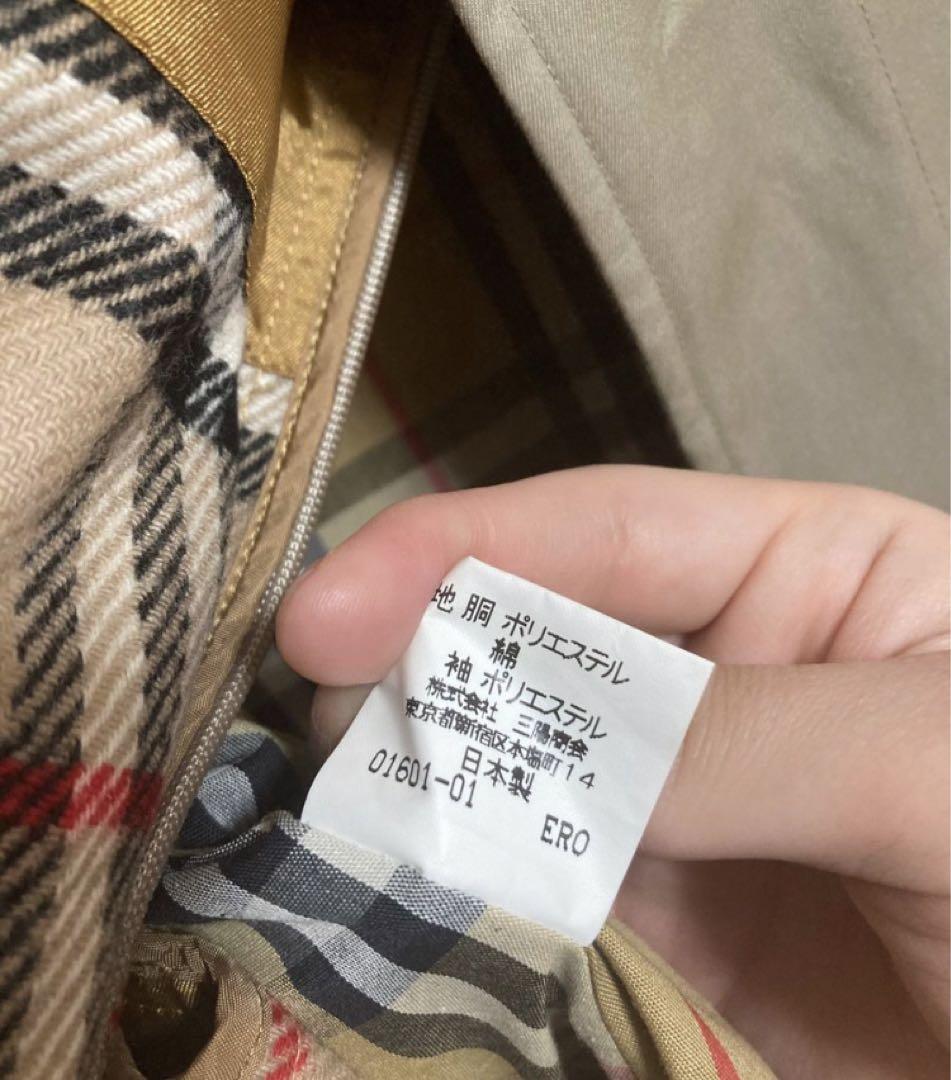 地 胴 ポリエステル
綿
袖 ポリエステル
株式会社 三陽商会
東京都新宿区本塩町14
日本製
01601-01
ERO